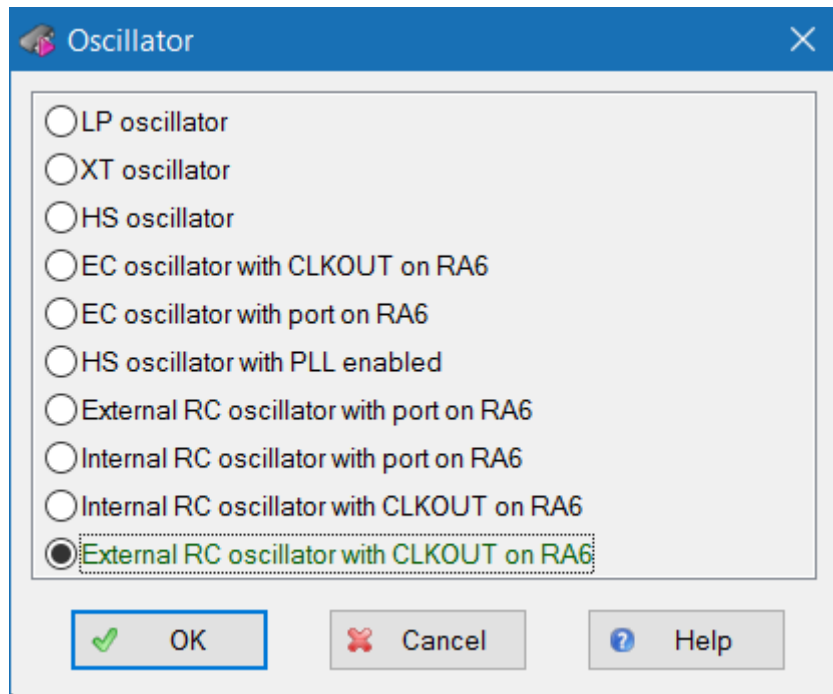 Oscillator
LP oscillator
XT oscillator
HS oscillator
EC oscillator with CLKOUT on RA6
EC oscillator with port on RA6
HS oscillator with PLL enabled
External RC oscillator with port on RA6
Internal RC oscillator with port on RA6
Internal RC oscillator with CLKOUT on RA6
External RC oscillator with CLKOUT on RA6
OK Cancel Help